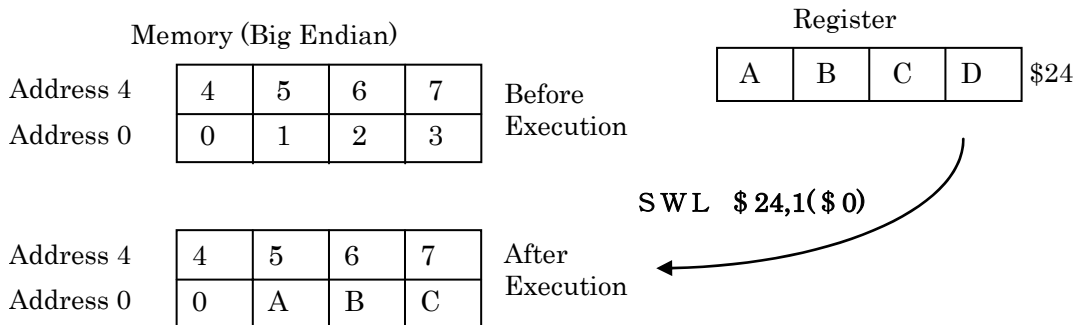 Register
Memory (Big Endian)
A B C D $24
Address 4 4 5 6 7 Before
Address 0 0 1 2 3 Execution
SWL $24,1($0)
Address 4 4 5 6 7 After
Address 0 0 A B C Execution